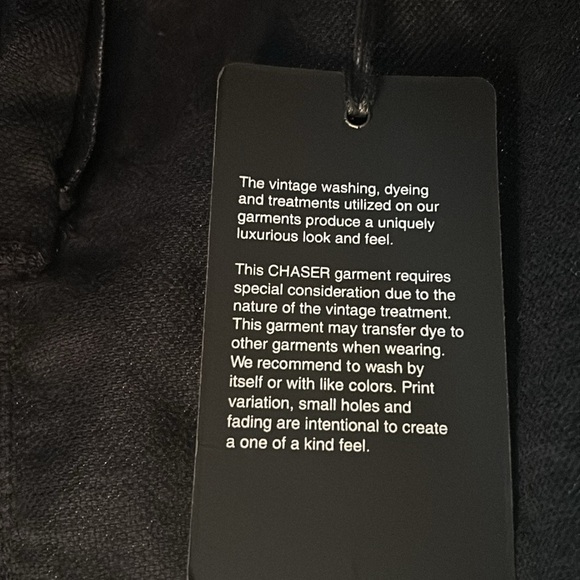 The vintage washing, dyeing
and treatments utilized on our
garments produce a uniquely
luxurious look and feel.
This CHASER garment requires
special consideration due to the
nature of the vintage treatment.
This garment may transfer dye to
other garments when wearing.
We recommend to wash by
itself or with like colors. Print
variation, small holes and
fading are intentional to create
a one of a kind feel.